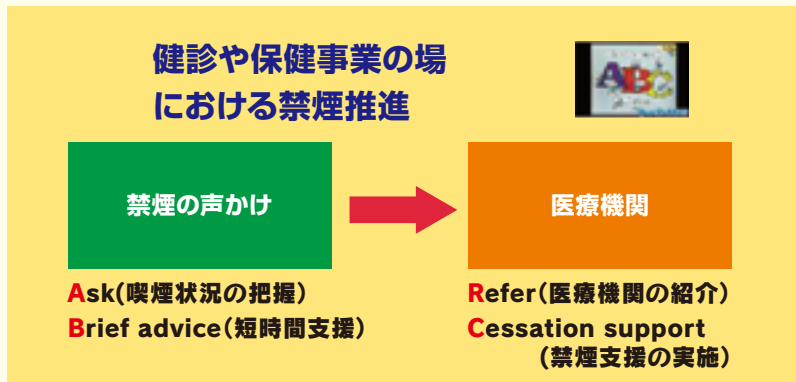 健診や保健事業の場
における禁煙推進
ABC
禁煙の声かけ
医療機関
Ask(喫煙状況の把握)
Brief advice(短時間支援)
Refer(医療機関の紹介)
Cessation support
(禁煙支援の実施)